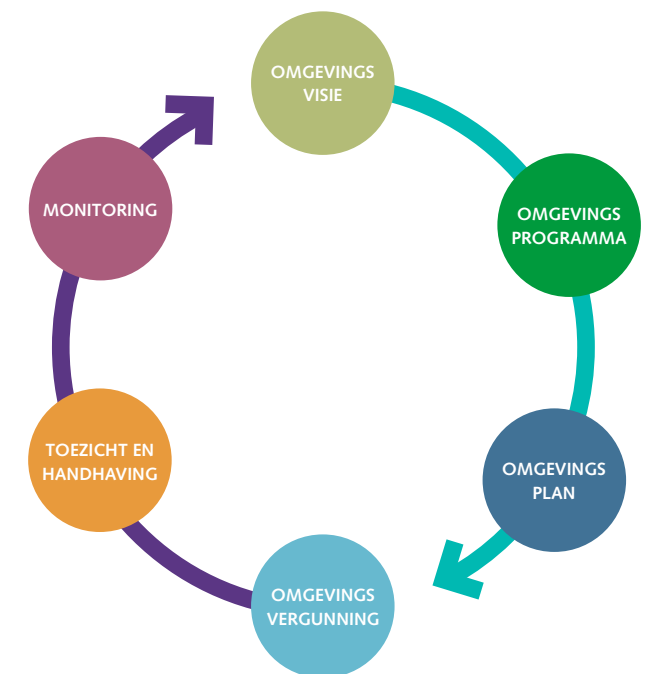 OMGEVINGS
VISIE
OMGEVINGS
PROGRAMMA
OMGEVINGS
PLAN
OMGEVINGS
VERGUNNING
TOEZICHT EN
HANDHAVING
MONITORING